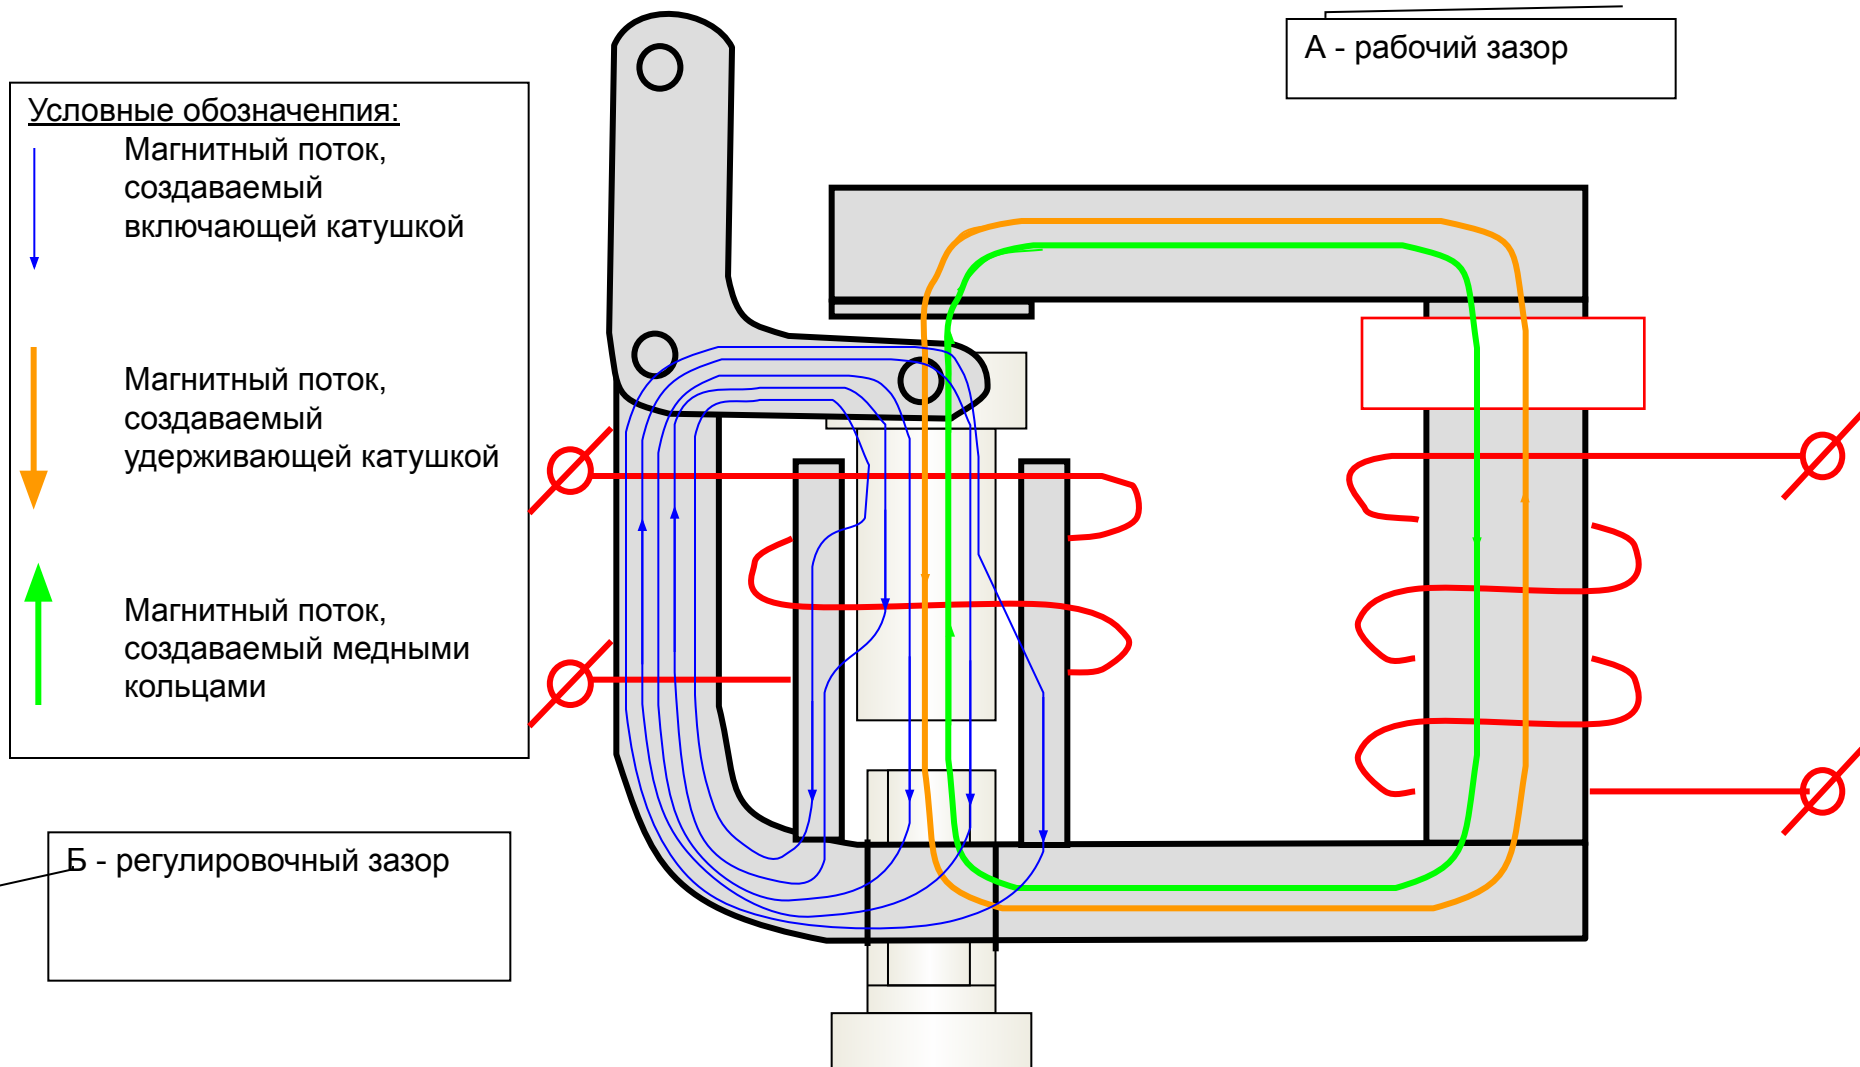 А - рабочий зазор
Условные обозначенпия:
Магнитный поток,
создаваемый
включающей катушкой
Магнитный поток,
создаваемый
удерживающей катушкой
Магнитный поток,
создаваемый медными
кольцами
Б - регулировочный зазор